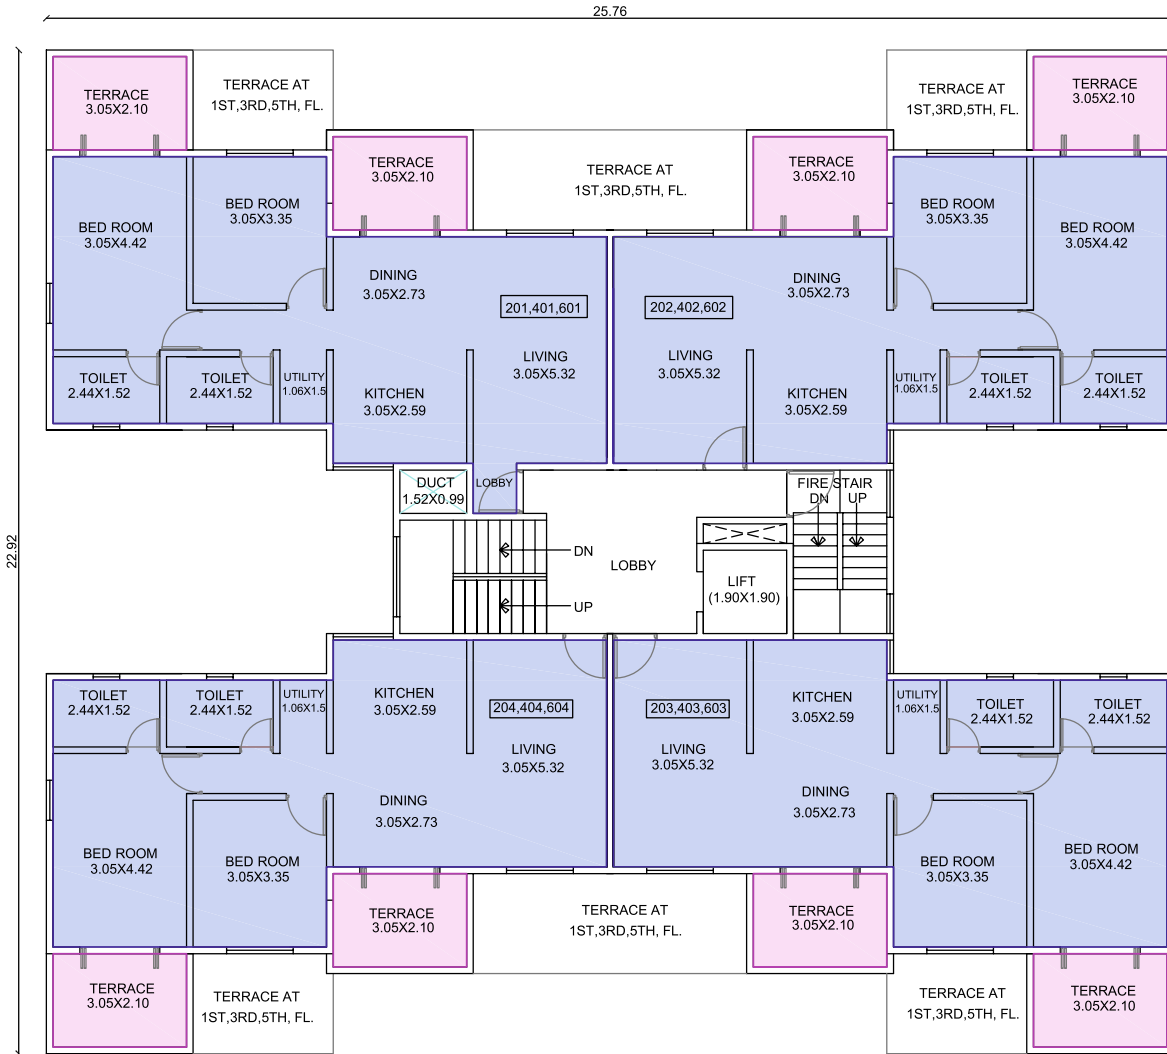 25.76
22.92
TERRACE
3.05X2.10
TERRACE AT
1ST,3RD,5TH, FL.
TERRACE AT
1ST,3RD,5TH, FL.
TERRACE
3.05X2.10
TERRACE
3.05X2.10
TERRACE AT
1ST,3RD,5TH, FL.
TERRACE
3.05X2.10
BED ROOM
3.05X4.42
BED ROOM
3.05X3.35
DINING
3.05X2.73
201,401,601
202,402,602
DINING
3.05X2.73
BED ROOM
3.05X3.35
BED ROOM
3.05X4.42
TOILET
2.44X1.52
TOILET
2.44X1.52
UTILITY
1.06X1.5
KITCHEN
3.05X2.59
LIVING
3.05X5.32
LIVING
3.05X5.32
KITCHEN
3.05X2.59
UTILITY
1.06X1.5
TOILET
2.44X1.52
TOILET
2.44X1.52
DUCT
1.52X0.99
LOBBY
FIRE STAIR
DN
UP
DN
UP
LOBBY
LIFT
(1.90X1.90)
TOILET
2.44X1.52
TOILET
2.44X1.52
UTILITY
1.06X1.5
KITCHEN
3.05X2.59
204,404,604
LIVING
3.05X5.32
203,403,603
LIVING
3.05X5.32
KITCHEN
3.05X2.59
UTILITY
1.06X1.5
TOILET
2.44X1.52
TOILET
2.44X1.52
BED ROOM
3.05X4.42
BED ROOM
3.05X3.35
DINING
3.05X2.73
DINING
3.05X2.73
BED ROOM
3.05X3.35
BED ROOM
3.05X4.42
TERRACE
3.05X2.10
TERRACE AT
1ST,3RD,5TH, FL.
TERRACE
3.05X2.10
TERRACE
3.05X2.10
TERRACE AT
1ST,3RD,5TH, FL.
TERRACE AT
1ST,3RD,5TH, FL.
TERRACE
3.05X2.10